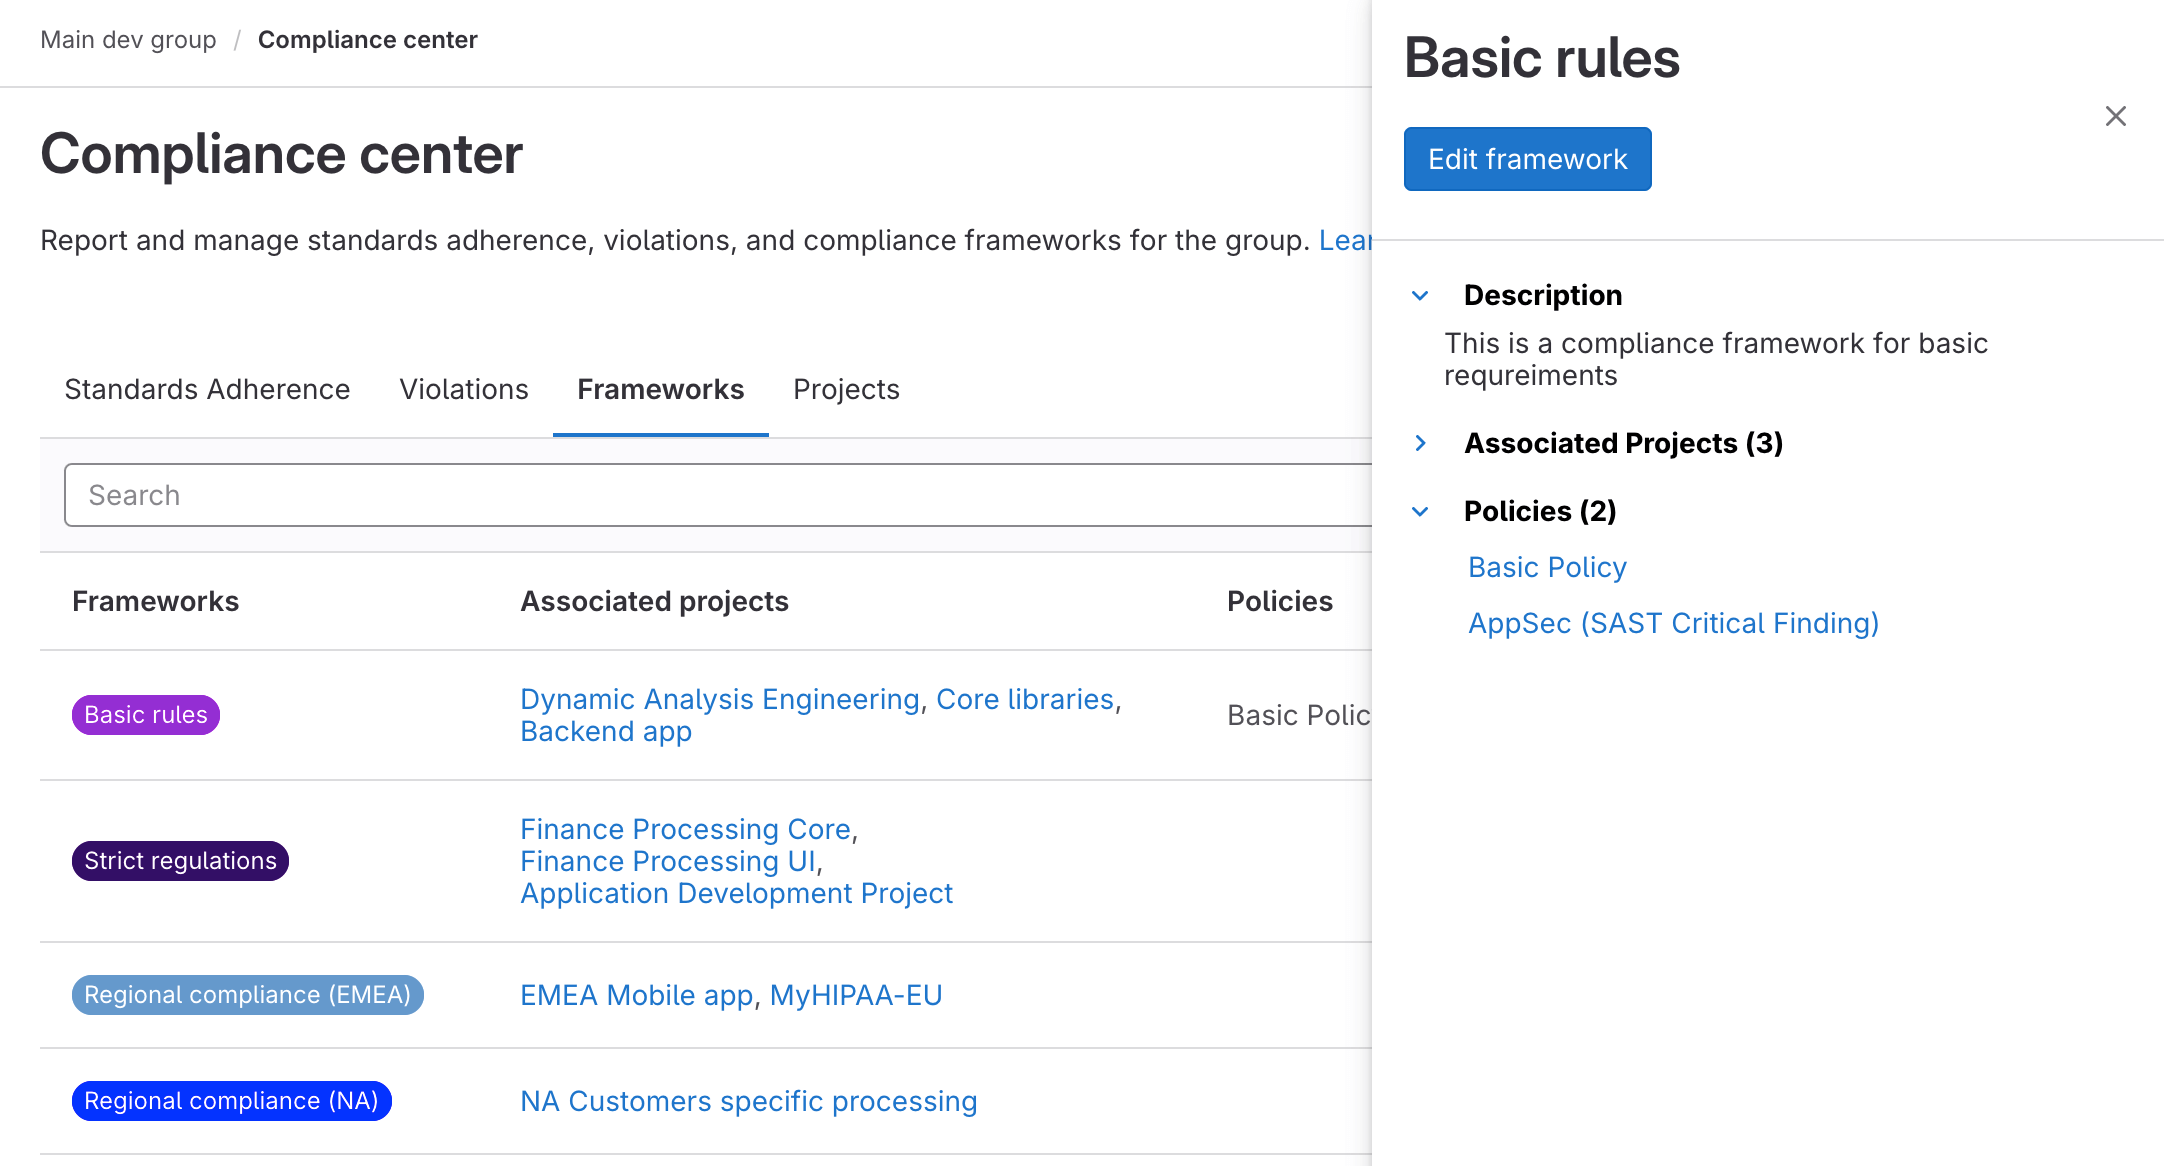 Main dev group / Compliance center
Compliance center
Report and manage standards adherence, violations, and compliance frameworks for the group.
Standards Adherence Violations Frameworks Projects
Search
Frameworks Associated projects Policies
Basic rules
Dynamic Analysis Engineering, Core libraries,
Backend app
Basic
Strict regulations
Finance Processing Core,
Finance Processing UI,
Application Development Project
Regional compliance (EMEA)
EMEA Mobile app, MyHIPAA-EU
Regional compliance (NA)
NA Customers specific processing
Basic rules
Edit framework
Description
This is a compliance framework for basic
requreiments
Associated Projects (3)
Policies (2)
Basic Policy
AppSec (SAST Critical Finding)